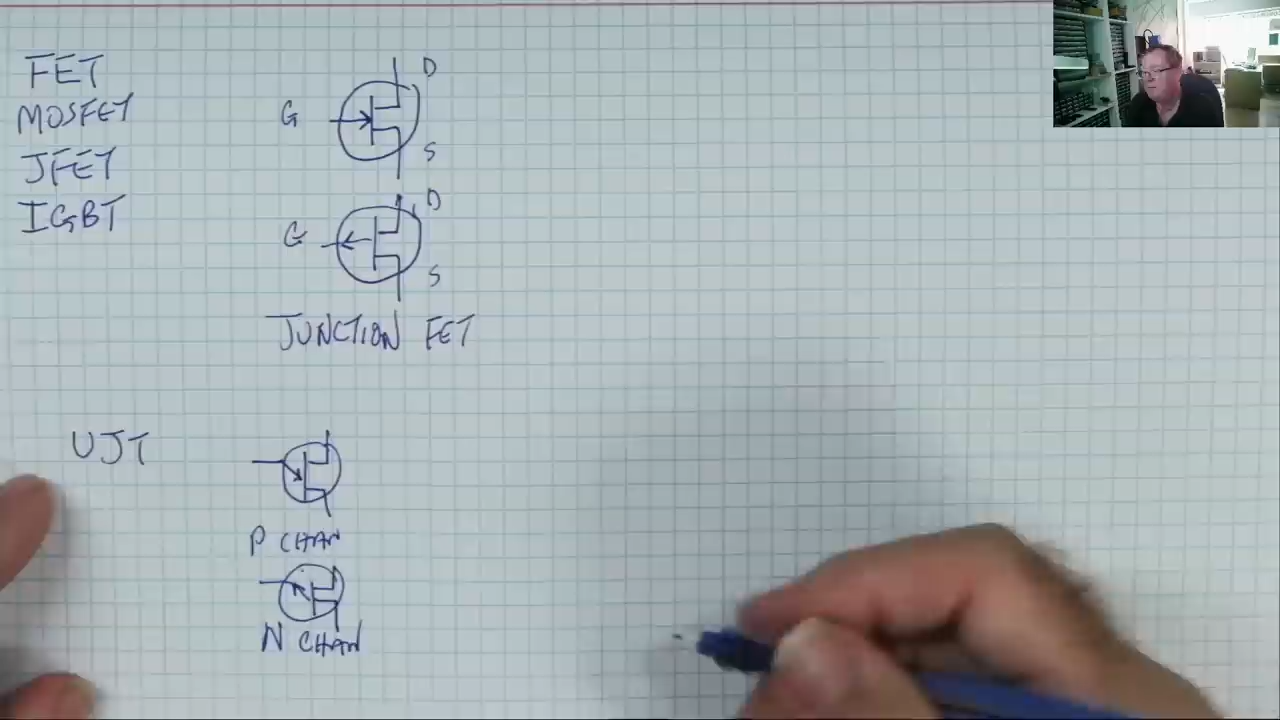 FET
MOSFET
JFET
IGBT
G
D
S
G
D
S
JUNCTION FET
UJT
P CHAN
N CHAN